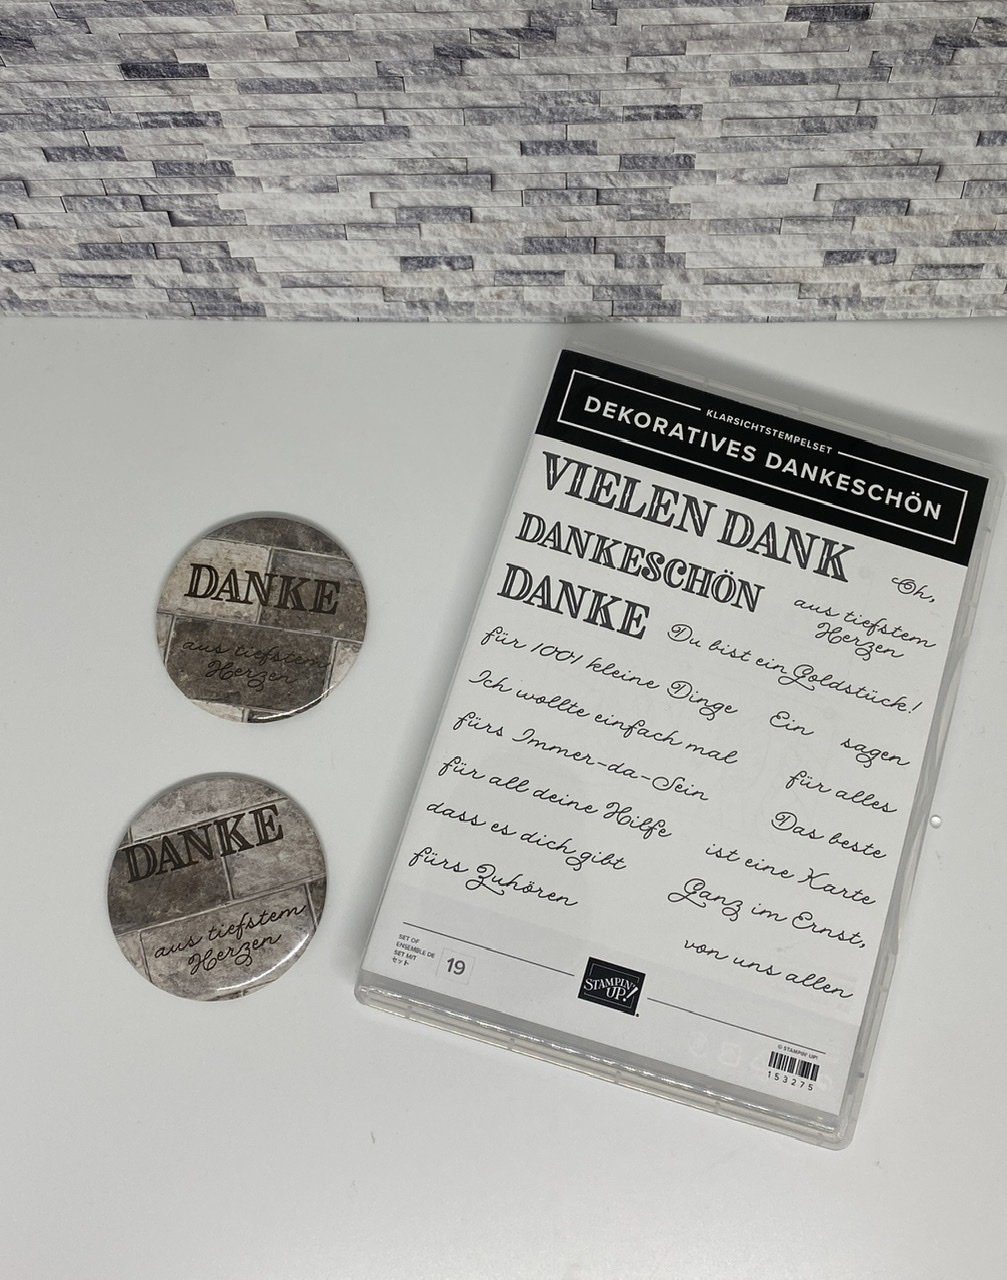 KLARSICHTSTEMPELSET
DEKORATIVES DANKESCHÖN
VIELEN DANK
DANKESCHÖN
DANKE
Oh,
aus tiefstem
Herzen
Du bist ein Goldstück!
für 1001 kleine Dinge
Ein
sagen
Ich wollte einfach mal
für alles
fürs Immer-da-Sein
Das beste
für all deine Hilfe
ist eine Karte
dass es dich gibt
Ganz im Ernst,
fürs Zuhören
von uns allen
SET OF
ENSEMBLE DE
SET MIT
セット
19
STAMPIN'
UP!
© STAMPIN' UP!
153275
DANKE
aus tiefstem
Herzen
DANKE
aus tiefstem
Herzen